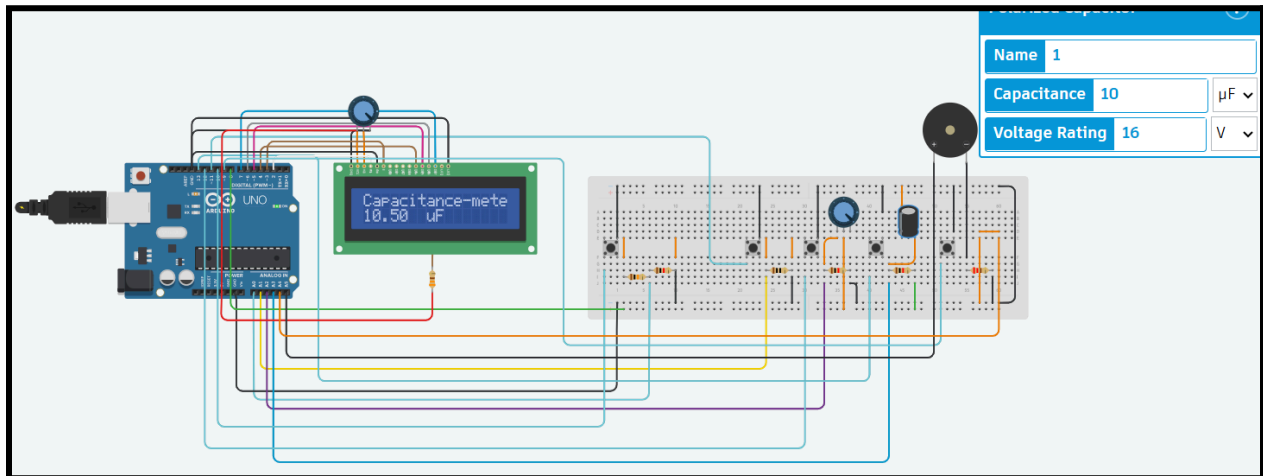 Polarized Capacitor
Name 1
Capacitance 10 µF
Voltage Rating 16 V
Capacitance-mete
10.50 uF
DIGITAL (PWM~)
UNO
ARDUINO
POWER
ANALOG IN